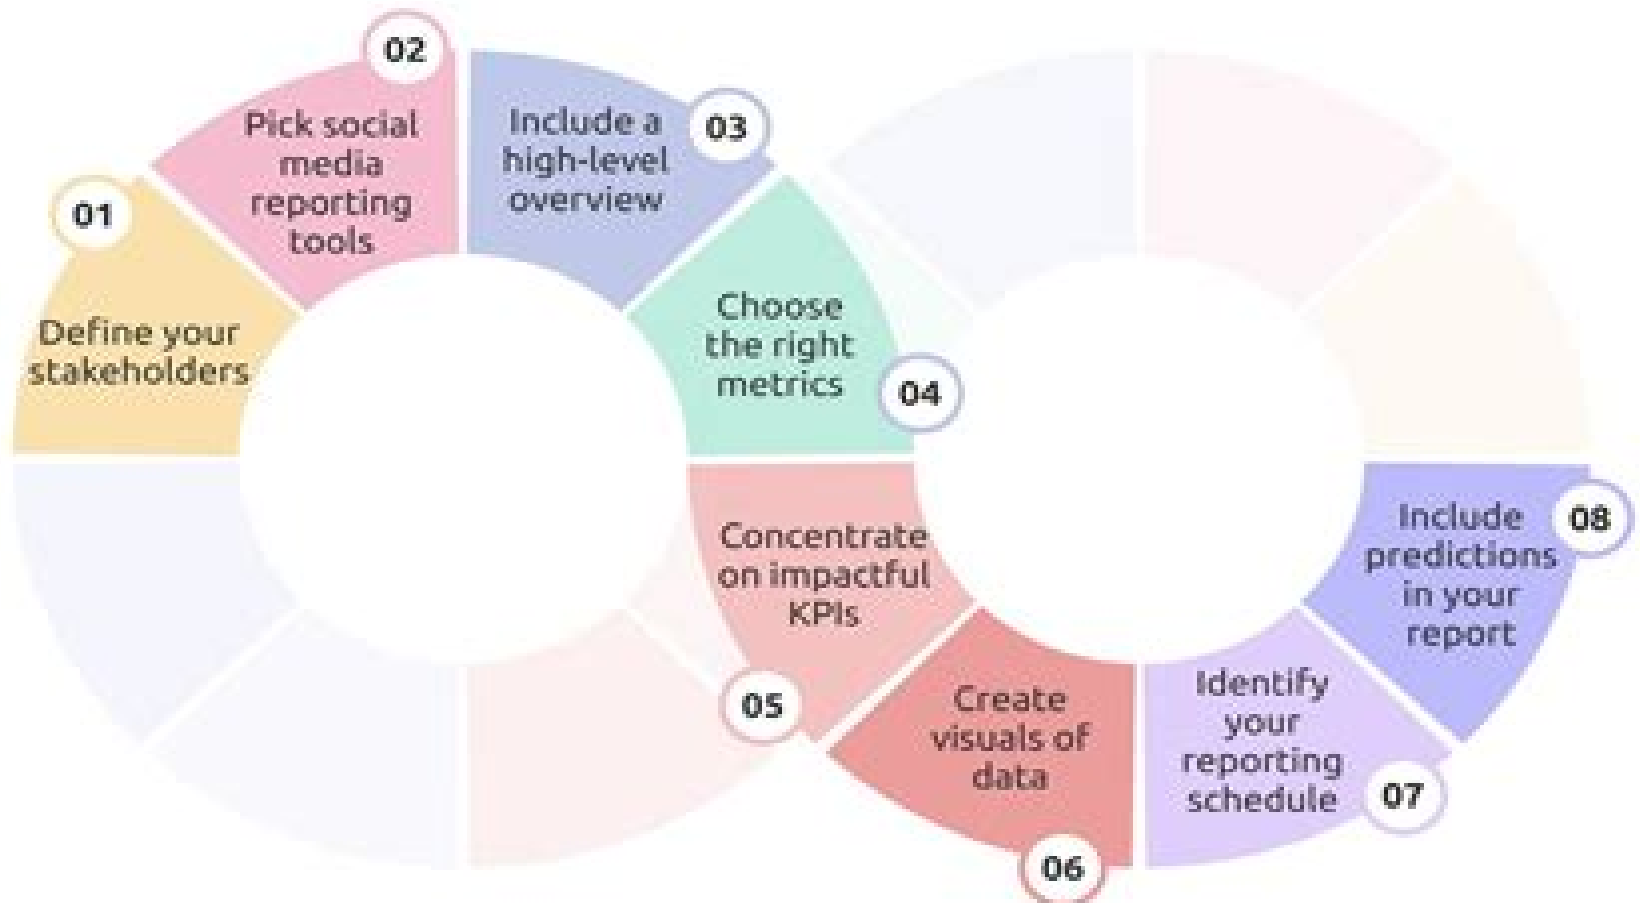 01
Define your
stakeholders
02
Pick social
media
reporting
tools
03
Include a
high-level
overview
04
Choose
the right
metrics
05
Concentrate
on impactful
KPIs
06
Create
visuals of
data
07
Identify
your
reporting
schedule
08
Include
predictions
in your
report